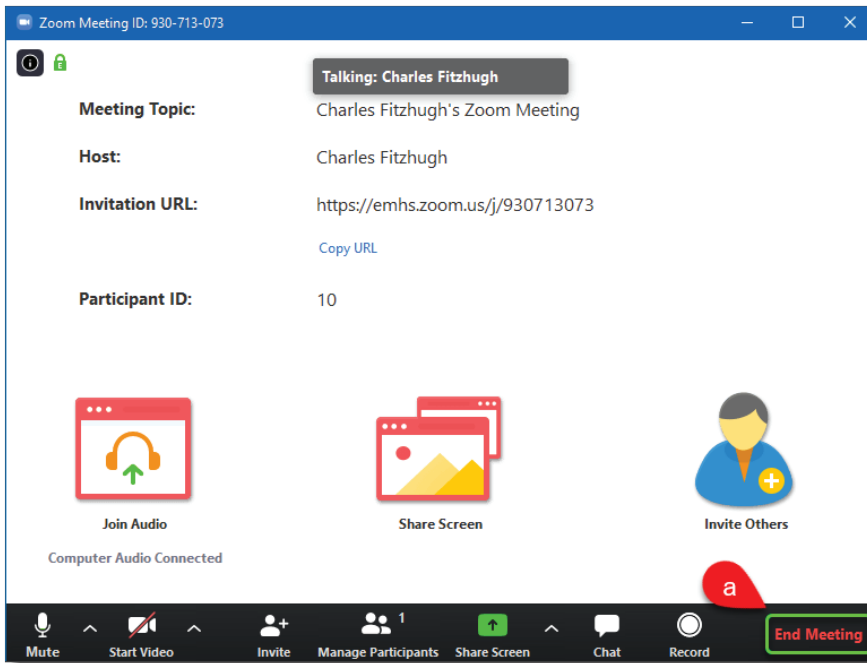 Zoom Meeting ID: 930-713-073
Talking: Charles Fitzhugh
Meeting Topic: Charles Fitzhugh's Zoom Meeting
Host: Charles Fitzhugh
Invitation URL: https://emhs.zoom.us/j/930713073
Copy URL
Participant ID: 10
Join Audio Share Screen Invite Others
Computer Audio Connected
a
1
End Meeting
Mute Start Video Invite Manage Participants Share Screen Chat Record